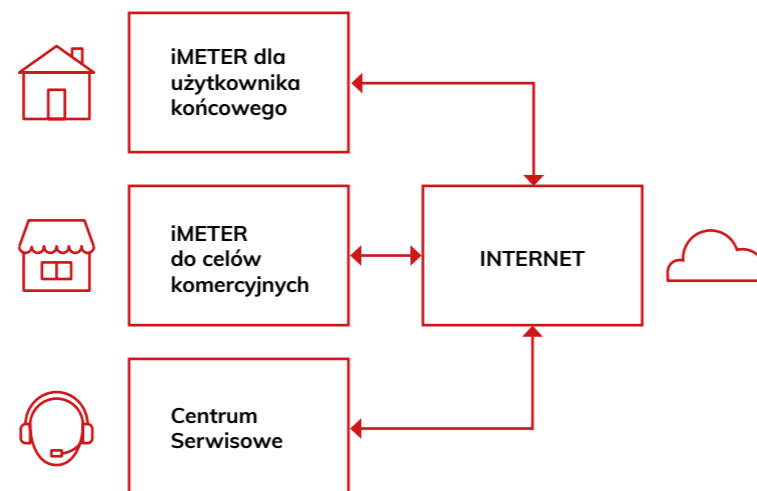 iMETER dla
użytkownika
końcowego
iMETER
do celów
komercyjnych
INTERNET
Centrum
Serwisowe